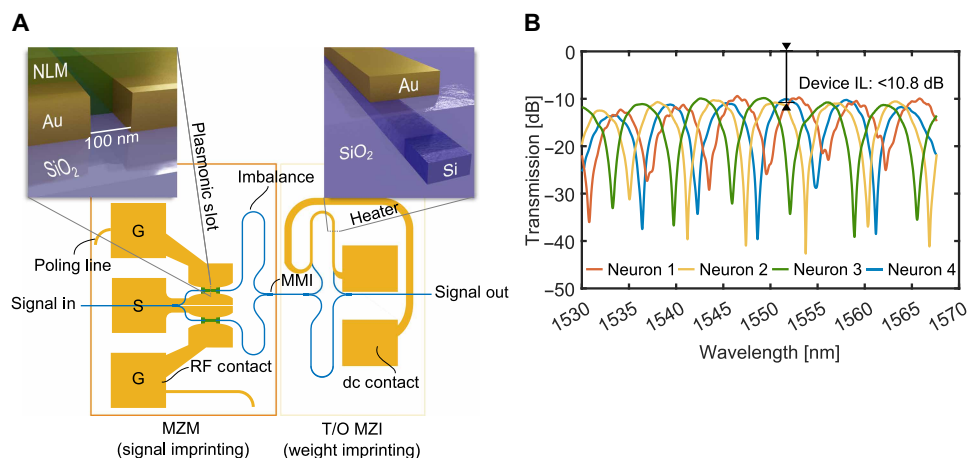 A
NLM
Au
100 nm
SiO₂
Plasmonic slot
Au
SiO₂
Si
Imbalance
Heater
G
Poling line
S
Signal in
MMI
Signal out
G
RF contact
dc contact
MZM
(signal imprinting)
T/O MZI
(weight imprinting)
B
0
−10
−20
−30
−40
−50
Transmission [dB]
Device IL: <10.8 dB
Neuron 1
Neuron 2
Neuron 3
Neuron 4
1530
1535
1540
1545
1550
1555
1560
1565
1570
Wavelength [nm]